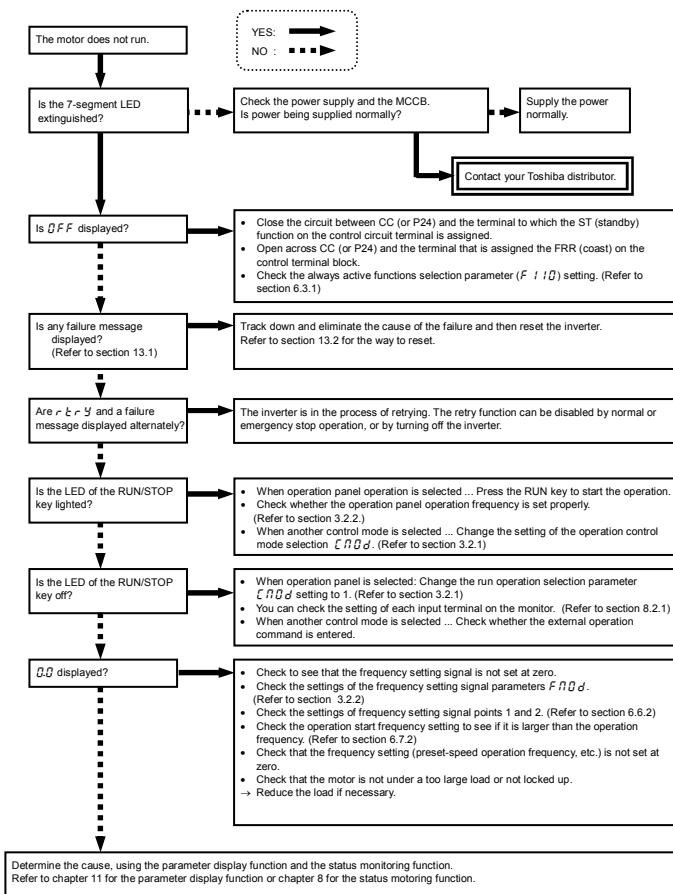 YES:
NO :
The motor does not run.
Is the 7-segment LED
extinguished?
Check the power supply and the MCCB.
Is power being supplied normally?
Supply the power
normally.
Contact your Toshiba distributor.
Is OFF displayed?
• Close the circuit between CC (or P24) and the terminal to which the ST (standby)
function on the control circuit terminal is assigned.
• Open across CC (or P24) and the terminal that is assigned the FRR (coast) on the
control terminal block.
• Check the always active functions selection parameter (F110) setting. (Refer to
section 6.3.1)
Is any failure message
displayed?
(Refer to section 13.1)
Track down and eliminate the cause of the failure and then reset the inverter.
Refer to section 13.2 for the way to reset.
Are rtry and a failure
message displayed alternately?
The inverter is in the process of retrying. The retry function can be disabled by normal or
emergency stop operation, or by turning off the inverter.
Is the LED of the RUN/STOP
key lighted?
• When operation panel operation is selected ... Press the RUN key to start the operation.
• Check whether the operation panel operation frequency is set properly.
(Refer to section 3.2.2.)
• When another control mode is selected ... Change the setting of the operation control
mode selection CMOd. (Refer to section 3.2.1)
Is the LED of the RUN/STOP
key off?
• When operation panel is selected: Change the run operation selection parameter
CMOd setting to 1. (Refer to section 3.2.1)
• You can check the setting of each input terminal on the monitor. (Refer to section 8.2.1)
• When another control mode is selected ... Check whether the external operation
command is entered.
0.0 displayed?
• Check to see that the frequency setting signal is not set at zero.
• Check the settings of the frequency setting signal parameters FMOd.
(Refer to section 3.2.2)
• Check the settings of frequency setting signal points 1 and 2. (Refer to section 6.6.2)
• Check the operation start frequency setting to see if it is larger than the operation
frequency. (Refer to section 6.7.2)
• Check that the frequency setting (preset-speed operation frequency, etc.) is not set at
zero.
• Check that the motor is not under a too large load or not locked up.
→ Reduce the load if necessary.
Determine the cause, using the parameter display function and the status monitoring function.
Refer to chapter 11 for the parameter display function or chapter 8 for the status motoring function.